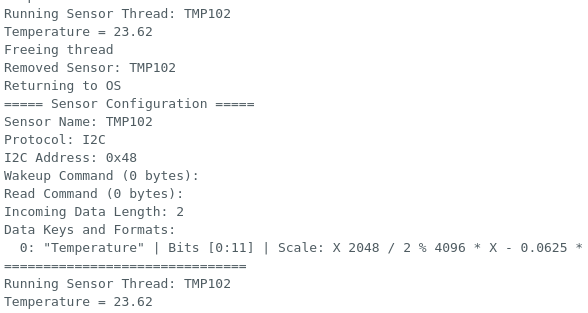 Running Sensor Thread: TMP102
Temperature = 23.62
Freeing thread
Removed Sensor: TMP102
Returning to OS
===== Sensor Configuration =====
Sensor Name: TMP102
Protocol: I2C
I2C Address: 0x48
Wakeup Command (0 bytes):
Read Command (0 bytes):
Incoming Data Length: 2
Data Keys and Formats:
  0: "Temperature" | Bits [0:11] | Scale: X 2048 / 2 % 4096 * X - 0.0625 *
===============================
Running Sensor Thread: TMP102
Temperature = 23.62